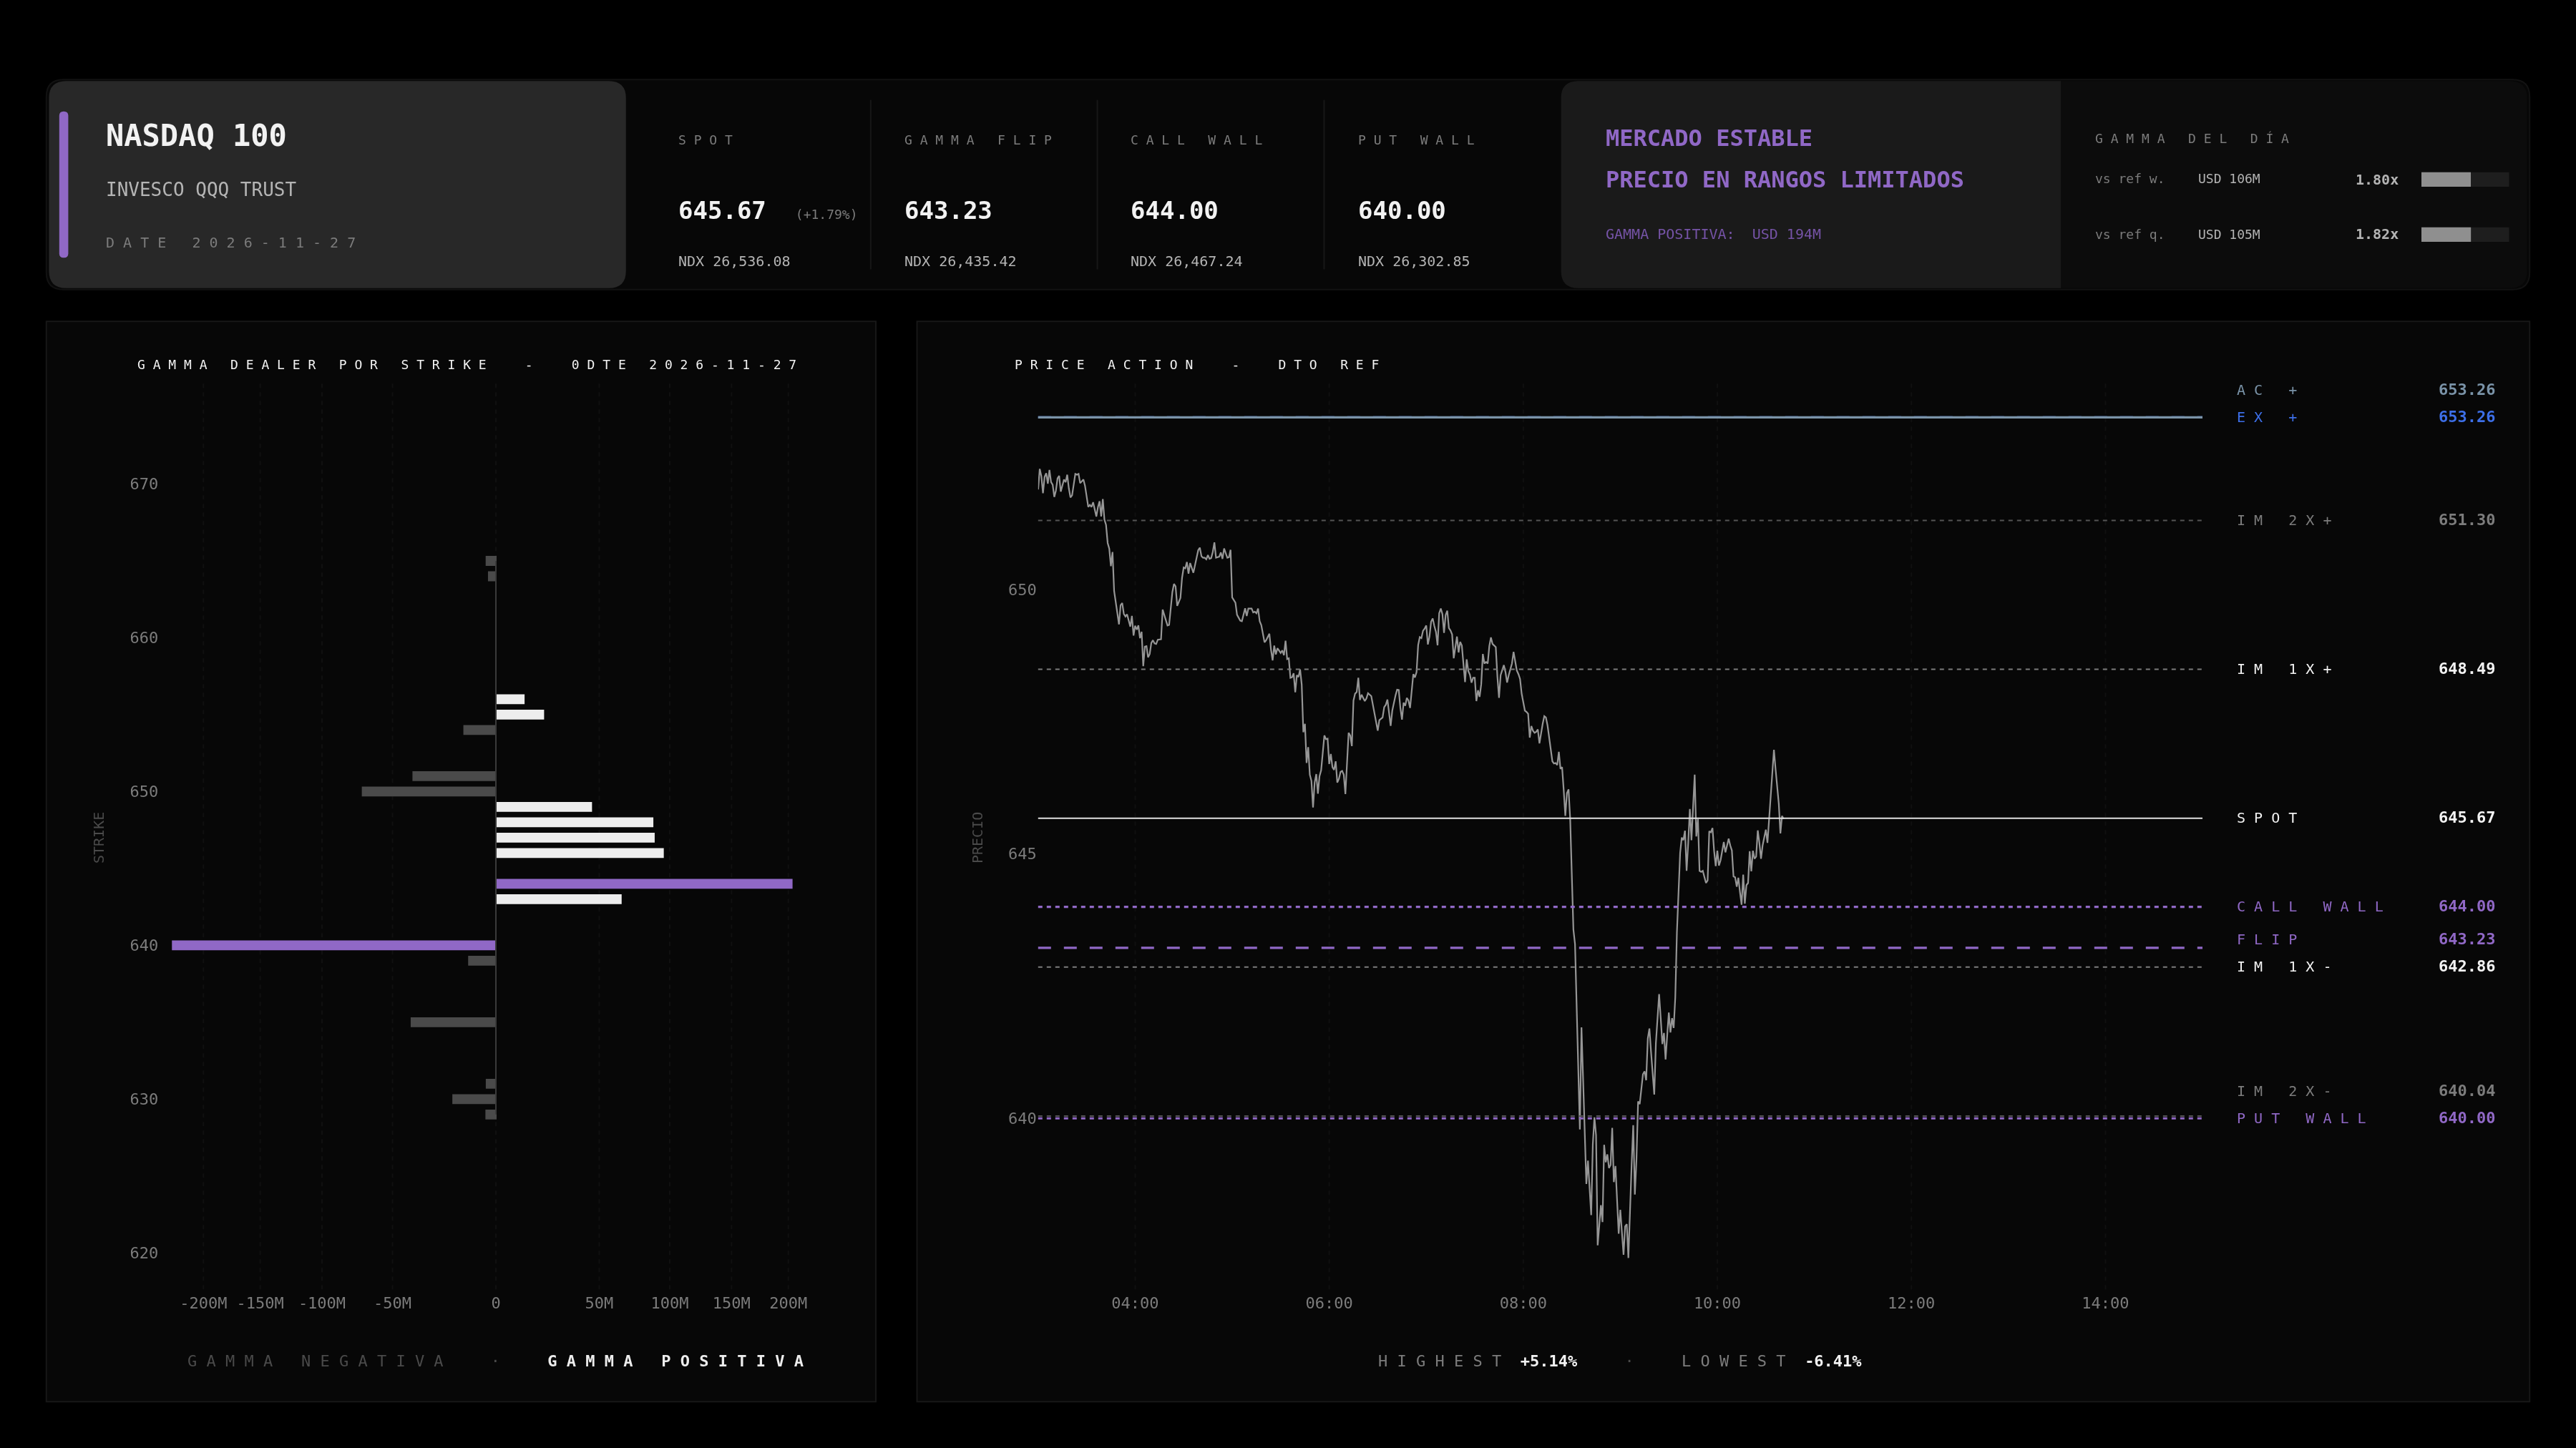 NASDAQ 100
INVESCO QQQ TRUST
DATE 2026-11-27
SPOT
645.67 (+1.79%)
NDX 26,536.08
GAMMA FLIP
643.23
NDX 26,435.42
CALL WALL
644.00
NDX 26,467.24
PUT WALL
640.00
NDX 26,302.85
MERCADO ESTABLE
PRECIO EN RANGOS LIMITADOS
GAMMA POSITIVA: USD 194M
GAMMA DEL DÍA
vs ref w. USD 106M 1.80x
vs ref q. USD 105M 1.82x
GAMMA DEALER POR STRIKE - 0DTE 2026-11-27
STRIKE
670
660
650
640
630
620
-200M -150M -100M -50M 0 50M 100M 150M 200M
GAMMA NEGATIVA · GAMMA POSITIVA
PRICE ACTION - DTO REF
PRECIO
650
645
640
04:00 06:00 08:00 10:00 12:00 14:00
AC + 653.26
EX + 653.26
IM 2X+ 651.30
IM 1X+ 648.49
SPOT 645.67
CALL WALL 644.00
FLIP 643.23
IM 1X- 642.86
IM 2X- 640.04
PUT WALL 640.00
HIGHEST +5.14% · LOWEST -6.41%